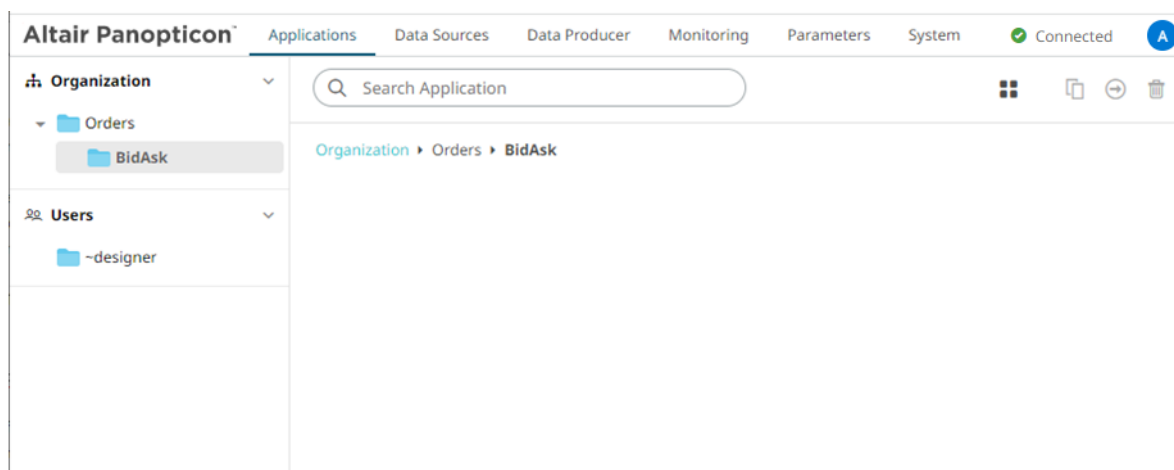 Altair Panopticon™ Applications Data Sources Data Producer Monitoring Parameters System Connected A
Organization
Search Application
Orders
BidAsk
Organization Orders BidAsk
Users
~designer